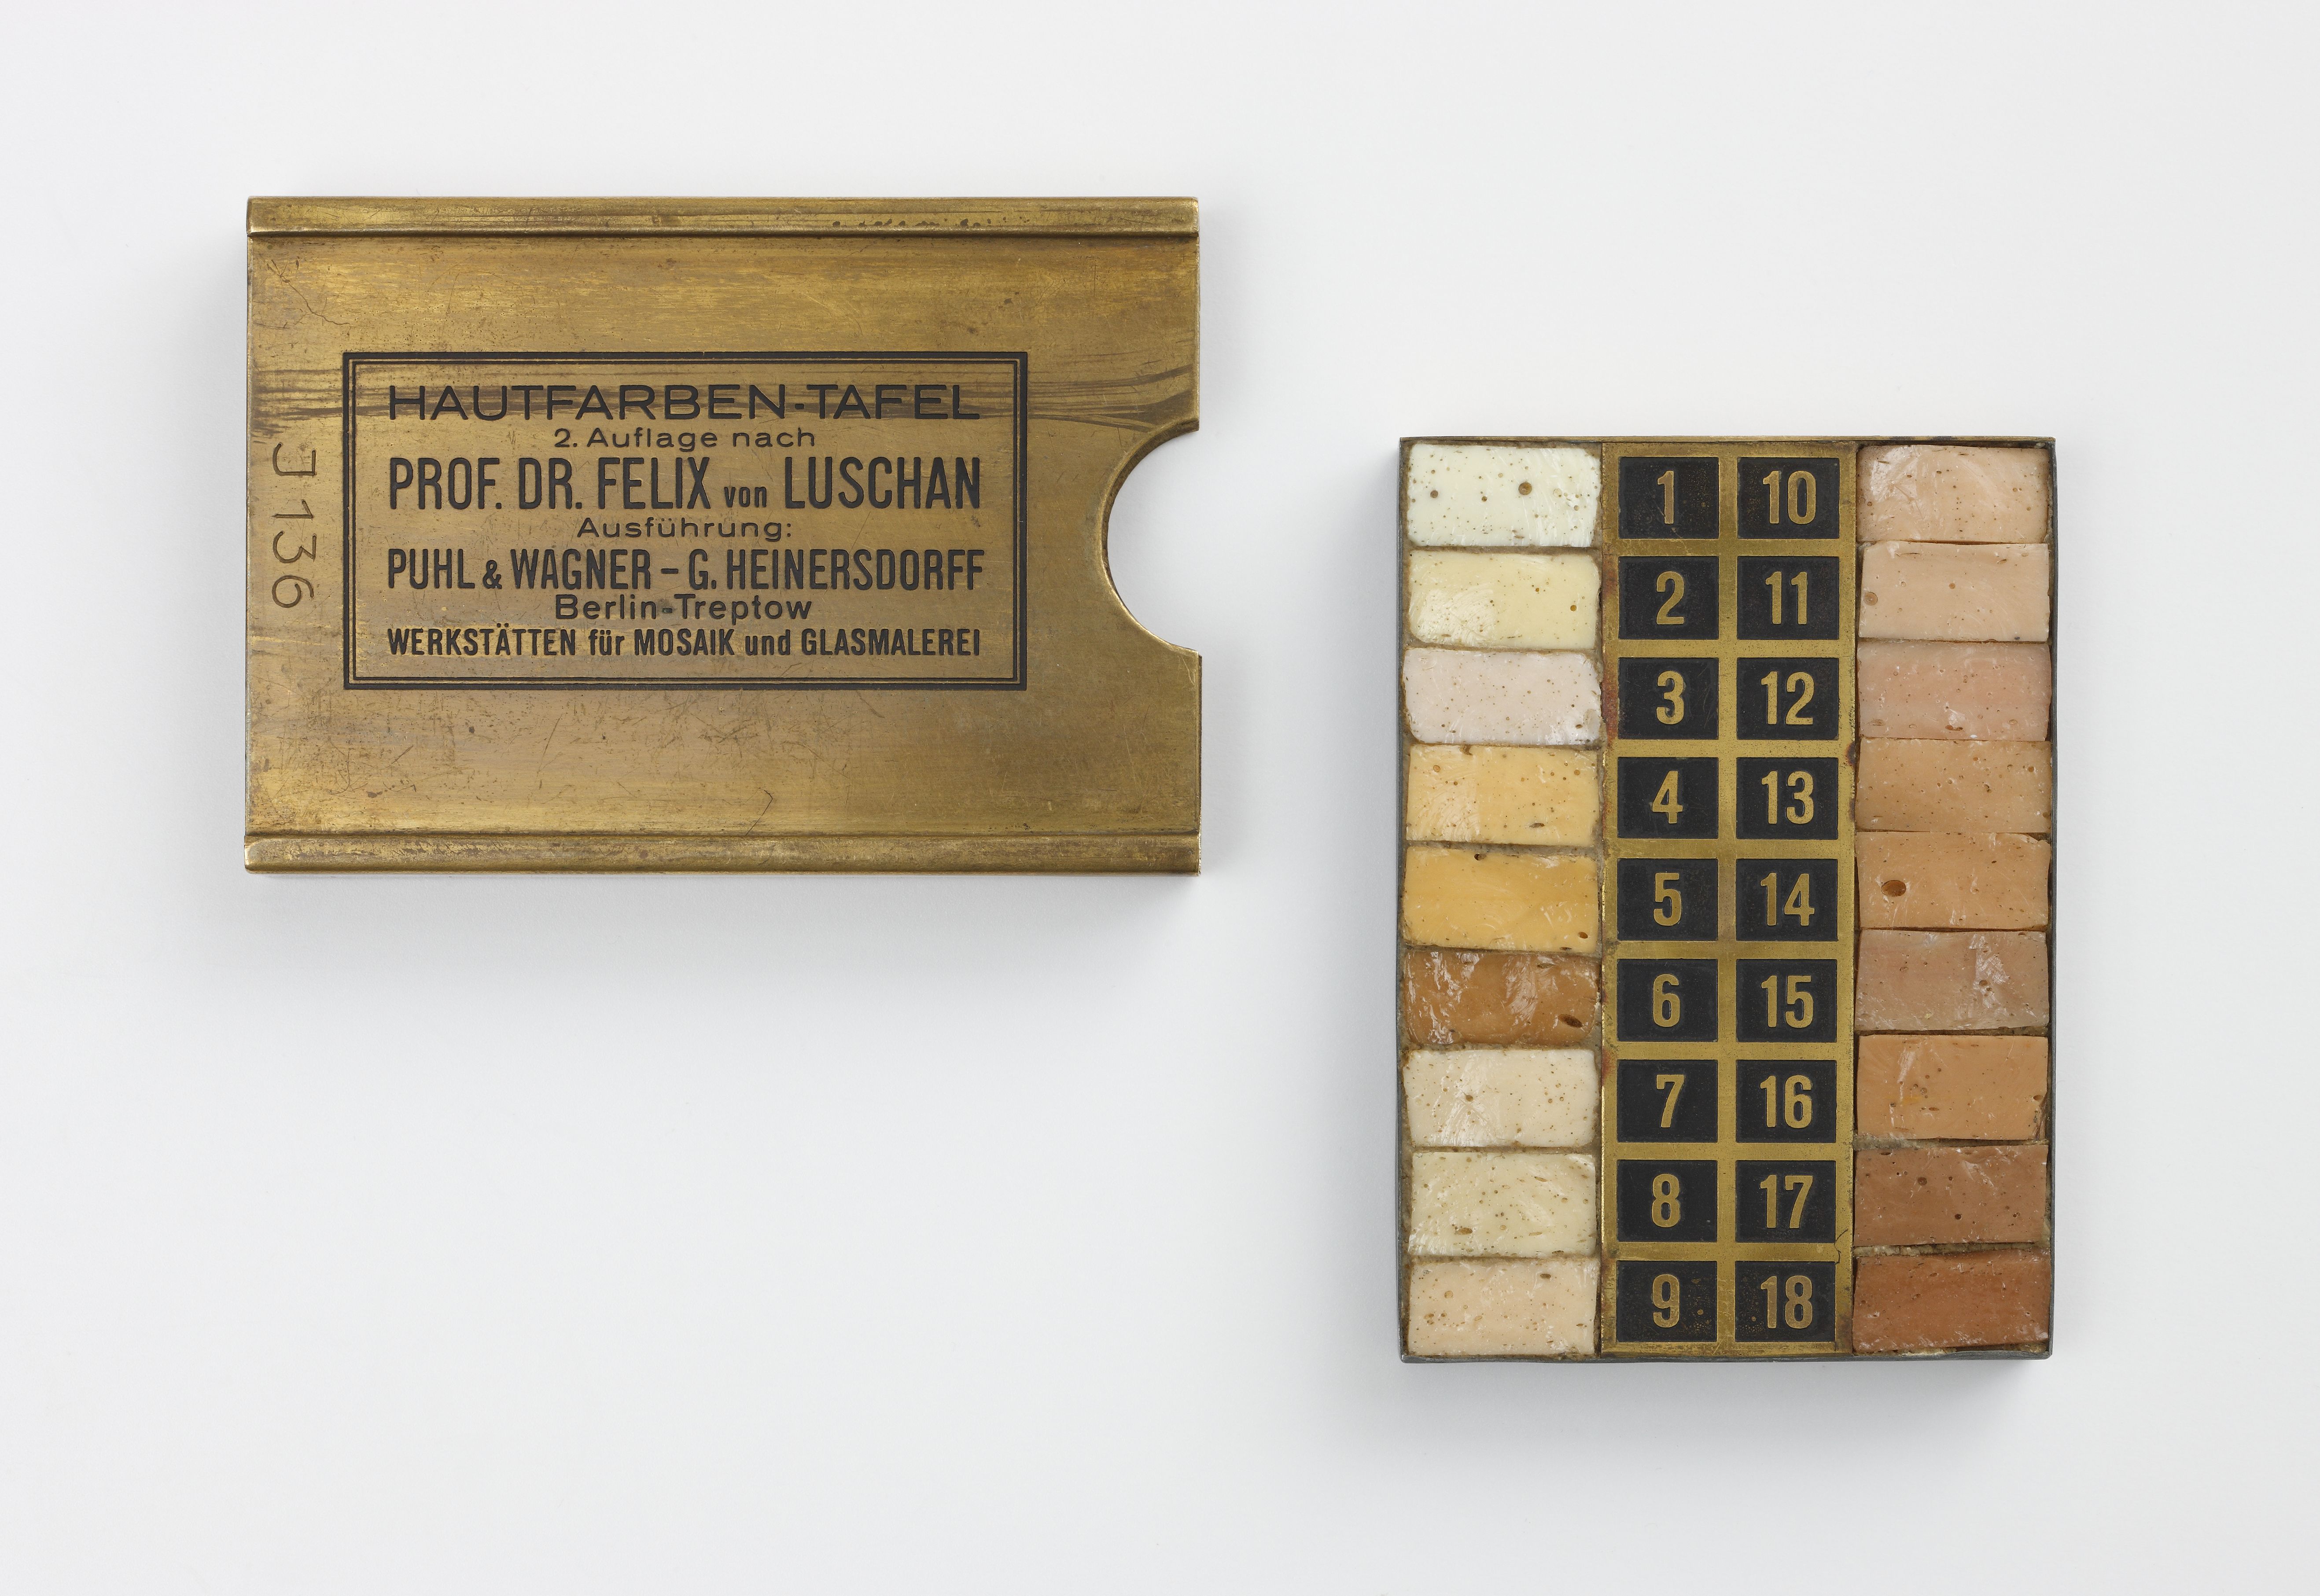 HAUTFARBEN-TAFEL
2. Auflage nach
PROF. DR. FELIX von LUSCHAN
Ausführung:
PUHL & WAGNER – G. HEINERSDORFF
Berlin-Treptow
WERKSTÄTTEN für MOSAIK und GLASMALEREI
J 136
1 10
2 11
3 12
4 13
5 14
6 15
7 16
8 17
9 18